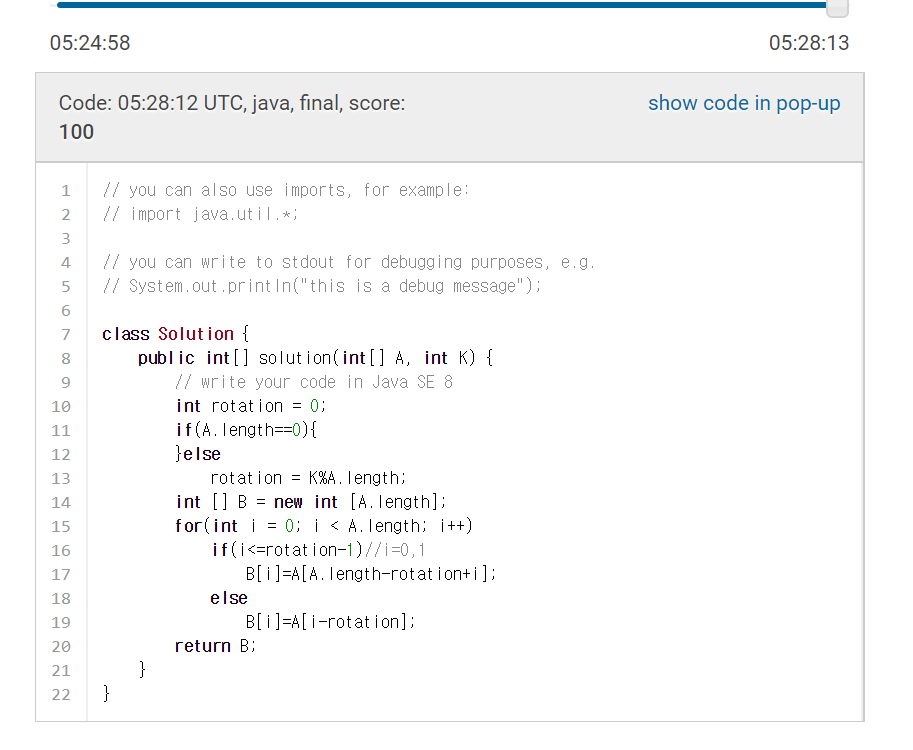 05:24:58 05:28:13
Code: 05:28:12 UTC, java, final, score: show code in pop-up
100
1 // you can also use imports, for example:
2 // import java.util.*;
3
4 // you can write to stdout for debugging purposes, e.g.
5 // System.out.println("this is a debug message");
6
7 class Solution {
8     public int[] solution(int[] A, int K) {
9         // write your code in Java SE 8
10         int rotation = 0;
11         if(A.length==0){
12         }else
13             rotation = K%A.length;
14         int [] B = new int [A.length];
15         for(int i = 0; i < A.length; i++)
16             if(i<=rotation-1)//i=0,1
17                 B[i]=A[A.length-rotation+i];
18             else
19                 B[i]=A[i-rotation];
20         return B;
21     }
22 }